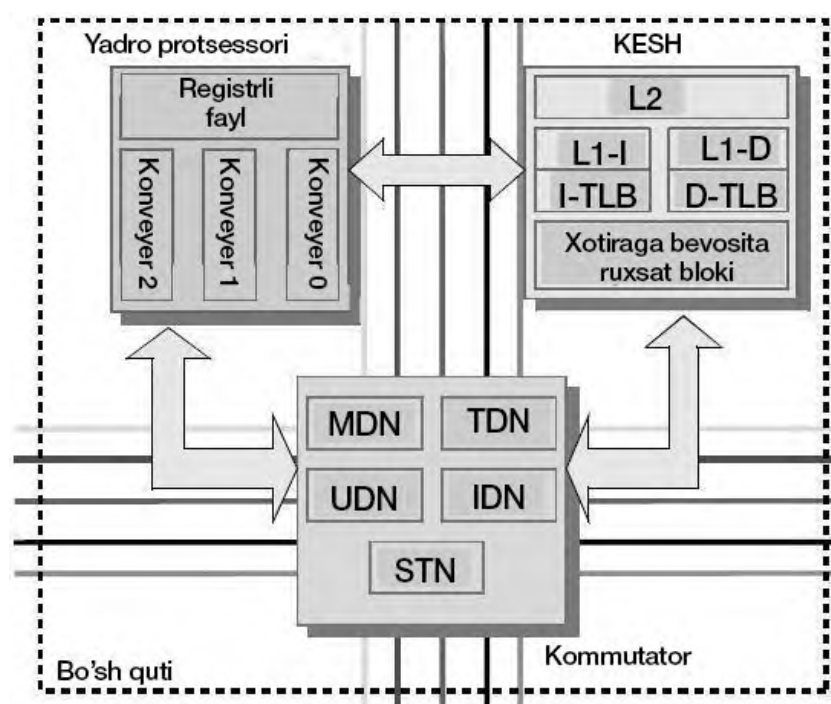 Yadro protsessori
Registrli
fayl
Konveyer 2
Konveyer 1
Konveyer 0
KESH
L2
L1-I
L1-D
I-TLB
D-TLB
Xotiraga bevosita
ruxsat bloki
MDN
TDN
UDN
IDN
STN
Bo'sh quti
Kommutator